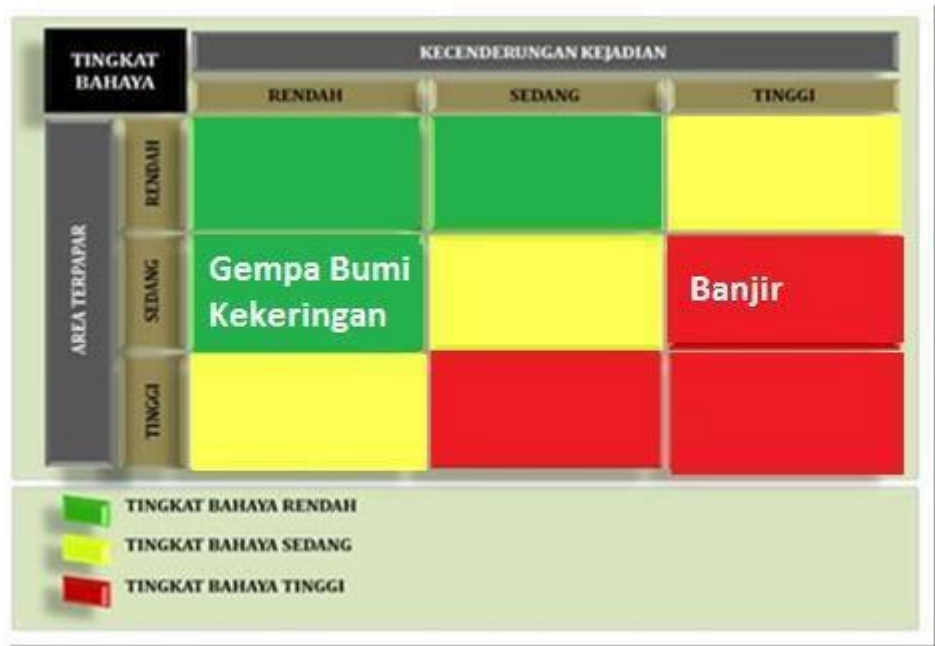 TINGKAT
BAHAYA
KECENDERUNGAN KEJADIAN
RENDAH
SEDANG
TINGGI
AREA TERPAPAR
RENDAH
SEDANG
Gempa Bumi
Kekeringan
Banjir
TINGGI
TINGKAT BAHAYA RENDAH
TINGKAT BAHAYA SEDANG
TINGKAT BAHAYA TINGGI